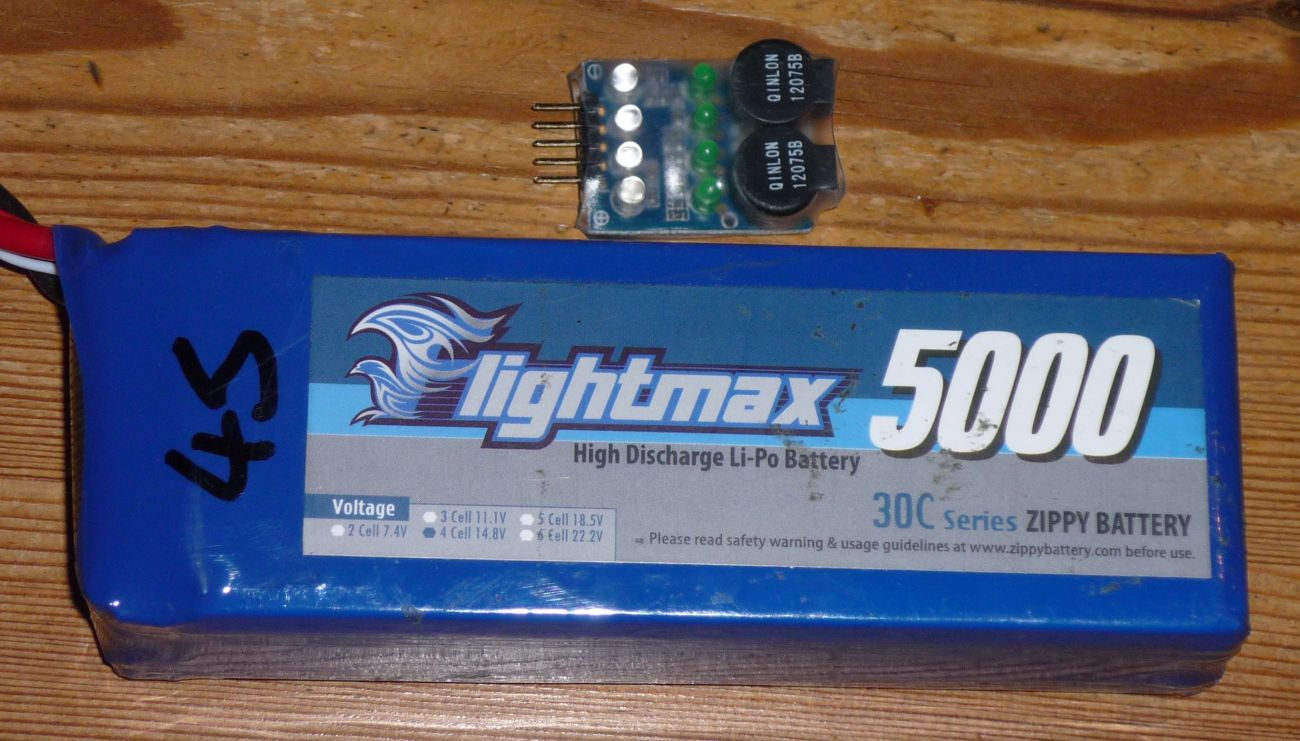 QINLON
12075B
QINLON
12075B
4S
Flightmax
5000
High Discharge Li-Po Battery
30C Series ZIPPY BATTERY
Voltage
2 Cell 7.4V
3 Cell 11.1V
4 Cell 14.8V
5 Cell 18.5V
6 Cell 22.2V
Please read safety warning & usage guidelines at www.zippybattery.com before use.